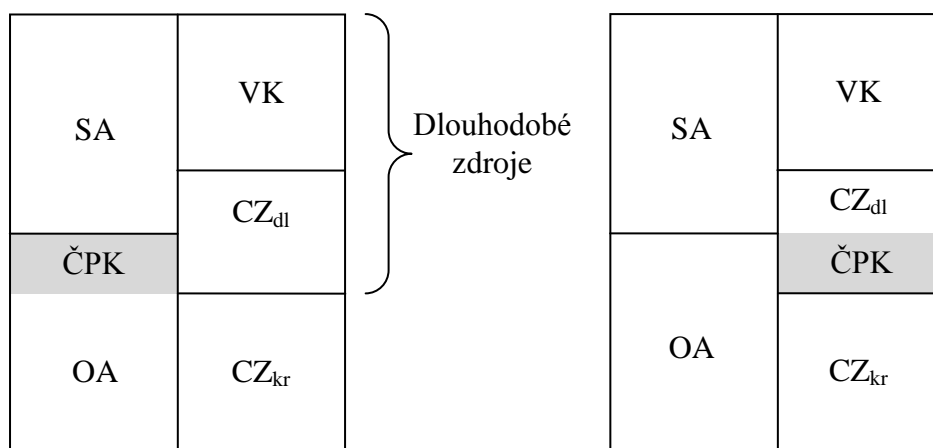 SA
VK
CZdl
ČPK
OA
CZkr
Dlouhodobé
zdroje
SA
VK
CZdl
ČPK
OA
CZkr